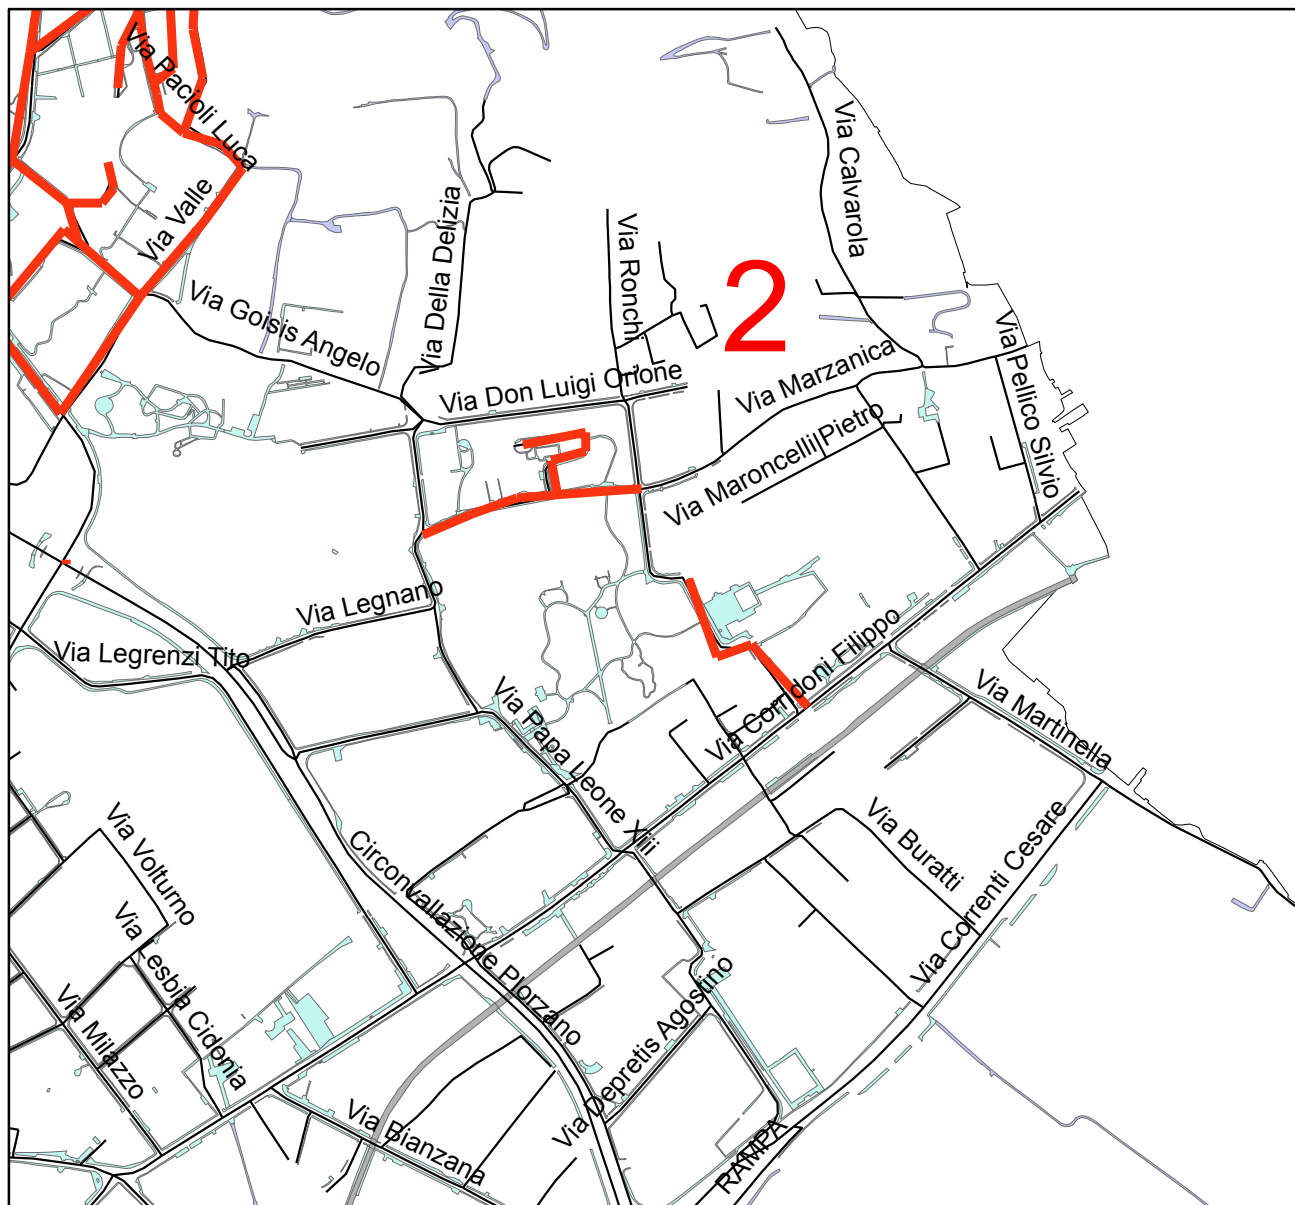 Via Pacioli Luca
Via Valle
Via Calvarola
Via Della Delizia
Via Ronchi
2
Via Goisis Angelo
Via Pellico Silvio
Via Marzanica
Via Don Luigi Orione
Via Maroncelli Pietro
Via Legnano
Via Legrenzi Tito
Via Corridoni Filippo
Via Papa Leone XIII
Via Martinella
Via Volturno
Via Buratti
Via Correnti Cesare
Circonvallazione Plorzano
Via Lesbia Cidonia
Via Milazzo
Via Depretis Agostino
Via Bianzana
RAMPA